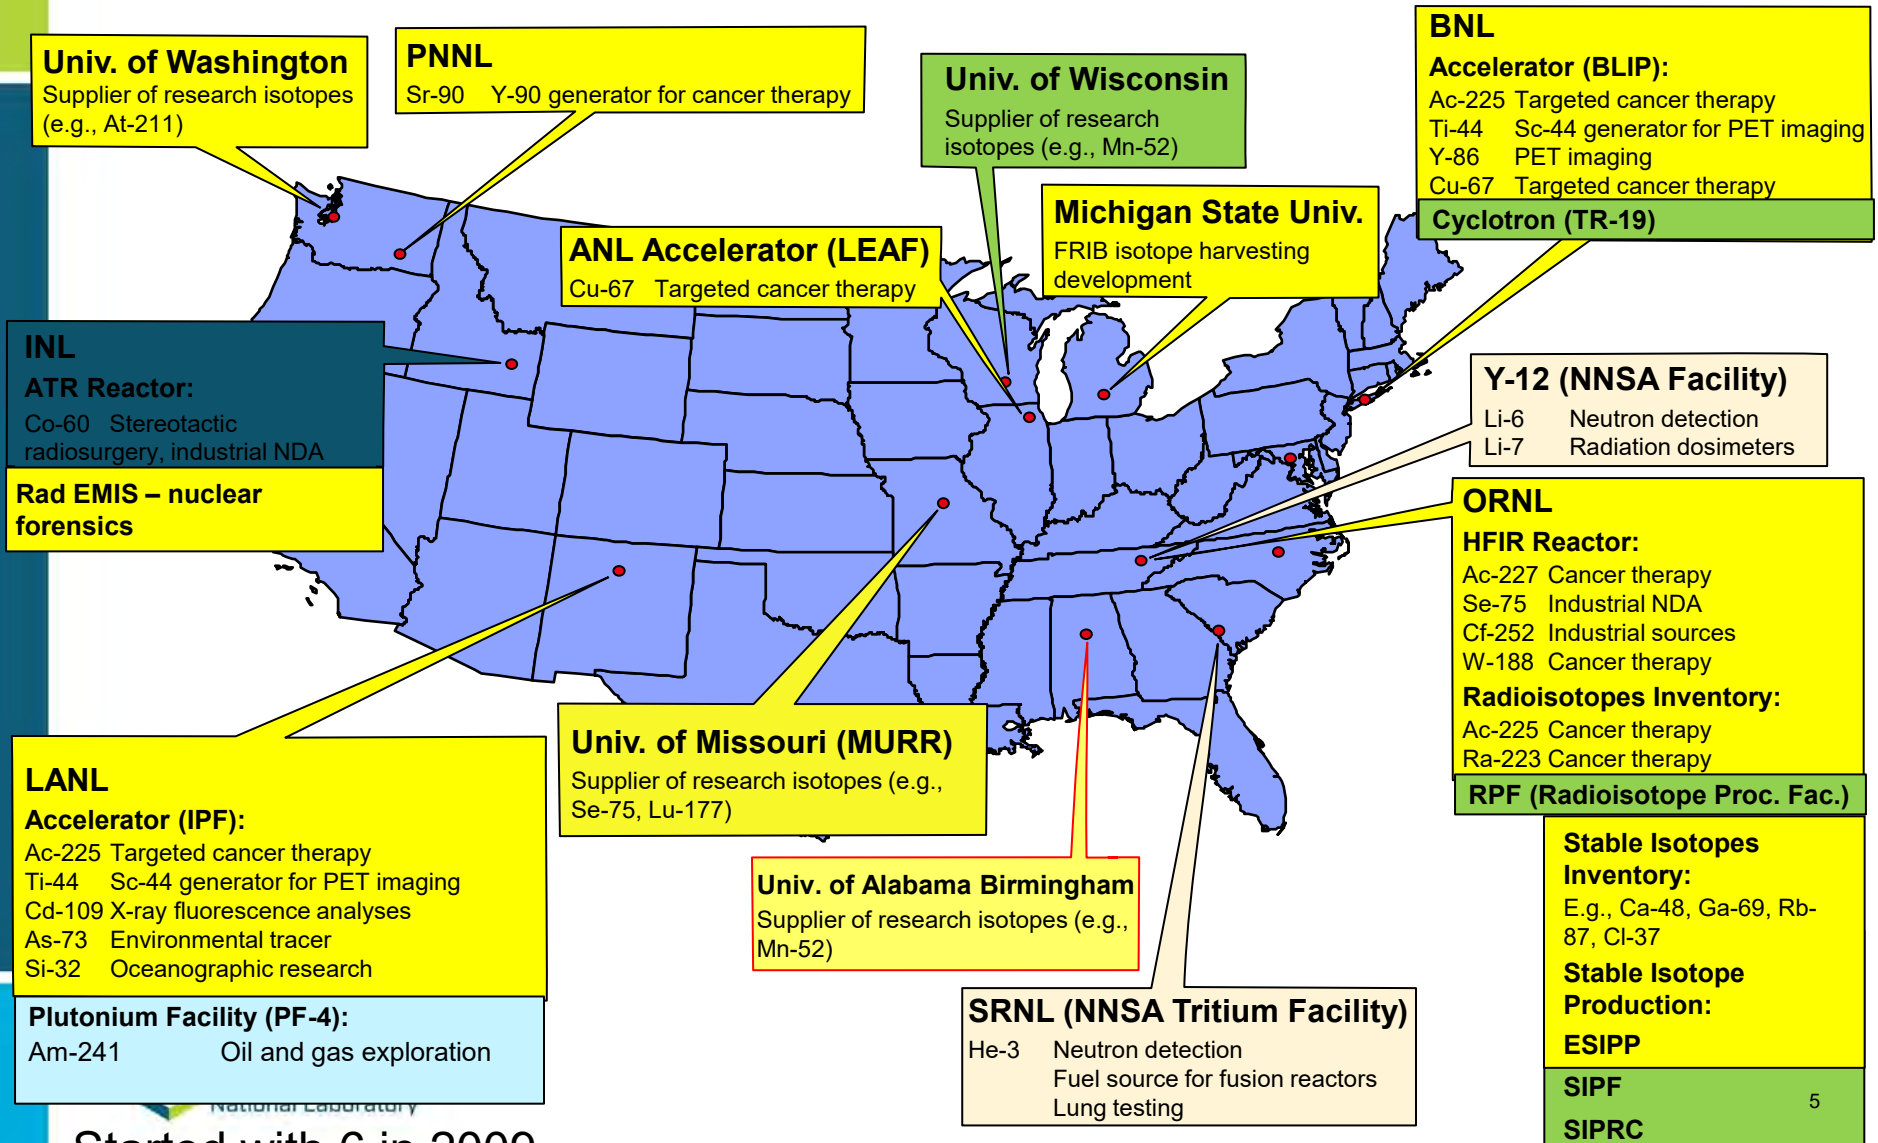 Univ. of Washington
Supplier of research isotopes
(e.g., At-211)
PNNL
Sr-90 Y-90 generator for cancer therapy
Univ. of Wisconsin
Supplier of research
isotopes (e.g., Mn-52)
BNL
Accelerator (BLIP):
Ac-225 Targeted cancer therapy
Ti-44 Sc-44 generator for PET imaging
Y-86 PET imaging
Cu-67 Targeted cancer therapy
Cyclotron (TR-19)
Michigan State Univ.
FRIB isotope harvesting
development
ANL Accelerator (LEAF)
Cu-67 Targeted cancer therapy
INL
ATR Reactor:
Co-60 Stereotactic
radiosurgery, industrial NDA
Rad EMIS – nuclear
forensics
Y-12 (NNSA Facility)
Li-6 Neutron detection
Li-7 Radiation dosimeters
ORNL
HFIR Reactor:
Ac-227 Cancer therapy
Se-75 Industrial NDA
Cf-252 Industrial sources
W-188 Cancer therapy
Radioisotopes Inventory:
Ac-225 Cancer therapy
Ra-223 Cancer therapy
RPF (Radioisotope Proc. Fac.)
Stable Isotopes
Inventory:
E.g., Ca-48, Ga-69, Rb-
87, Cl-37
Stable Isotope
Production:
ESIPP
SIPF
SIPRC
LANL
Accelerator (IPF):
Ac-225 Targeted cancer therapy
Ti-44 Sc-44 generator for PET imaging
Cd-109 X-ray fluorescence analyses
As-73 Environmental tracer
Si-32 Oceanographic research
Plutonium Facility (PF-4):
Am-241 Oil and gas exploration
Univ. of Missouri (MURR)
Supplier of research isotopes (e.g.,
Se-75, Lu-177)
Univ. of Alabama Birmingham
Supplier of research isotopes (e.g.,
Mn-52)
SRNL (NNSA Tritium Facility)
He-3 Neutron detection
Fuel source for fusion reactors
Lung testing
National Laboratory
Started with 6 in 2009
5